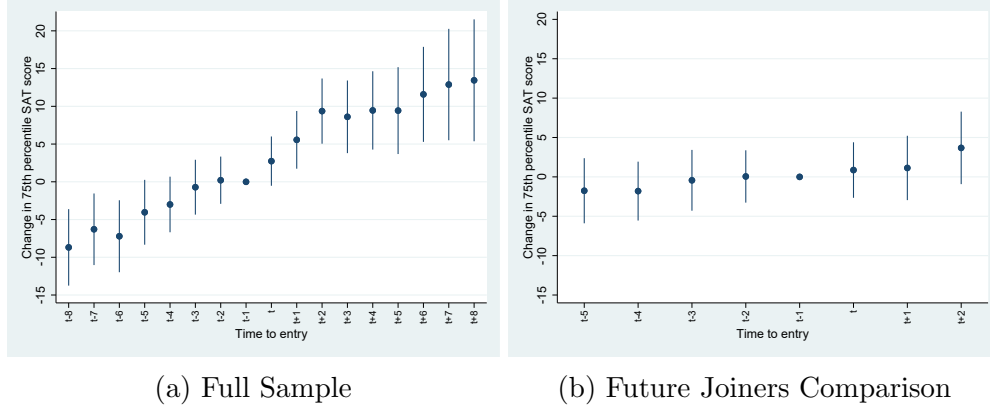 Change in 75th percentile SAT score
20
15
10
5
0
-5
-10
-15
t-8 t-7 t-6 t-5 t-4 t-3 t-2 t-1 t t+1 t+2 t+3 t+4 t+5 t+6 t+7 t+8
Time to entry
(a) Full Sample
Change in 75th percentile SAT score
20
15
10
5
0
-5
-10
-15
t-5 t-4 t-3 t-2 t-1 t t+1 t+2
Time to entry
(b) Future Joiners Comparison